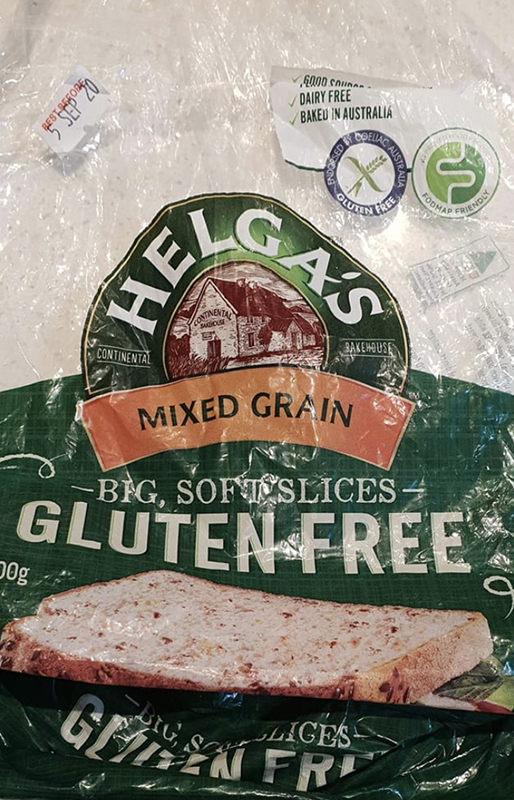 BEST BEFORE
5 SEP 20
✓ GOOD SOURCE
✓ DAIRY FREE
✓ BAKED IN AUSTRALIA
ENDORSED BY COELIAC AUSTRALIA
GLUTEN FREE
FODMAP FRIENDLY
HELGA'S
CONTINENTAL
BAKEHOUSE
CONTINENTAL
BAKEHOUSE
MIXED GRAIN
–BIG, SOFT SLICES–
GLUTEN FREE
00g
–BIG, SLICES–
GLUTEN FREE